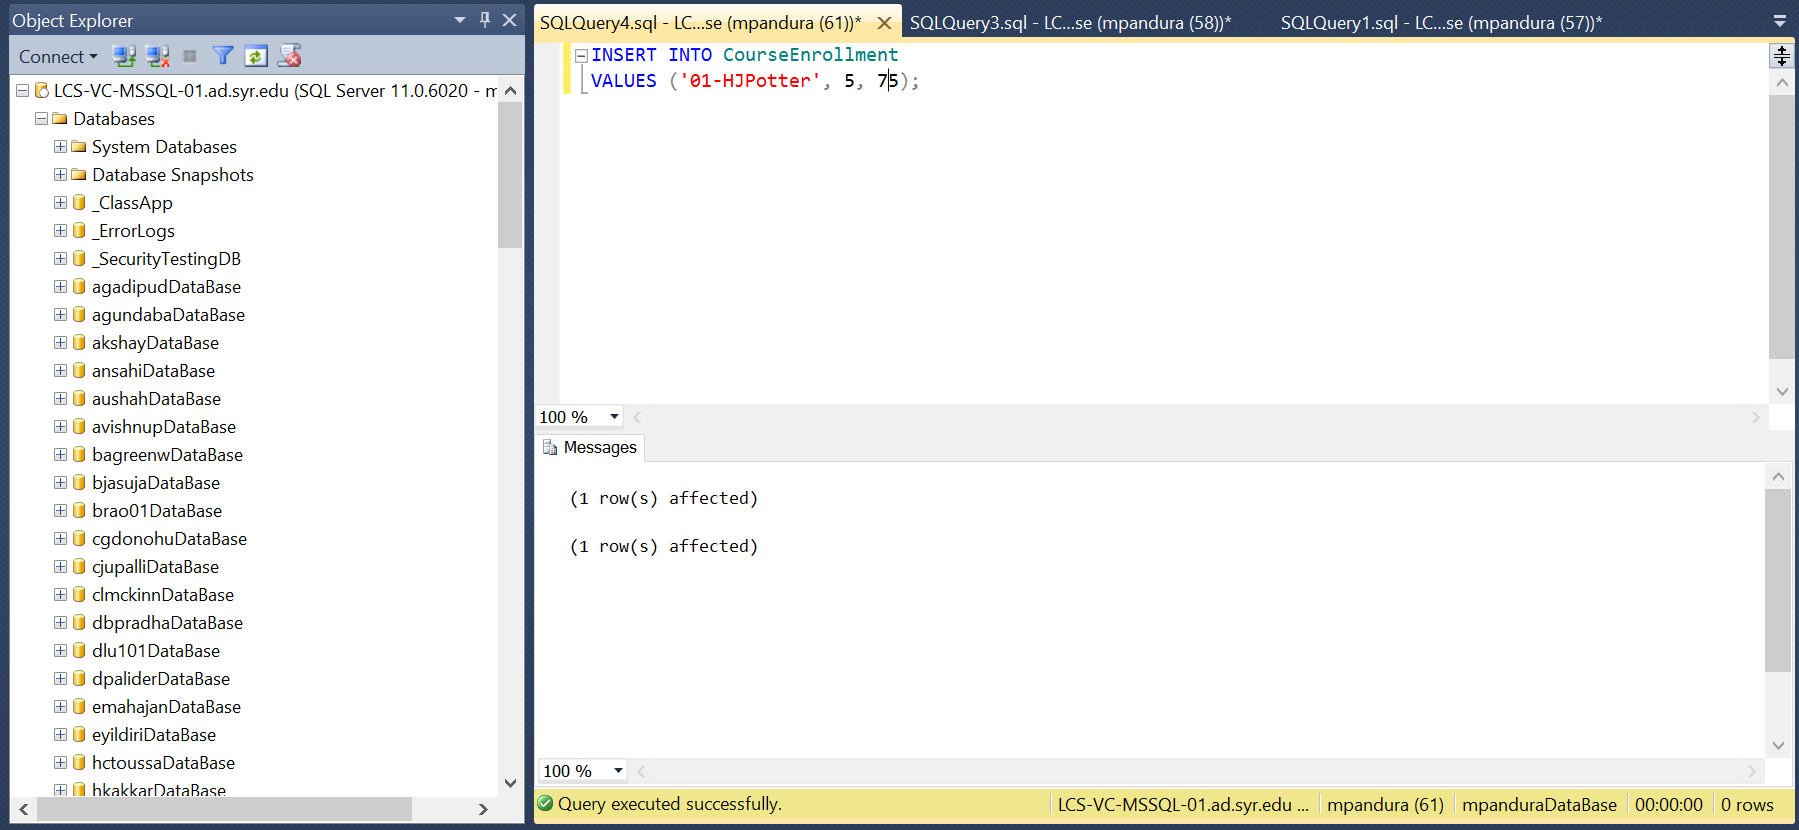 Object Explorer
Connect
LCS-VC-MSSQL-01.ad.syr.edu (SQL Server 11.0.6020 - m
Databases
System Databases
Database Snapshots
_ClassApp
_ErrorLogs
_SecurityTestingDB
agadipudDataBase
agundabaDataBase
akshayDataBase
ansahiDataBase
aushahDataBase
avishnupDataBase
bagreenwDataBase
bjasujaDataBase
brao01DataBase
cgdonohuDataBase
cjupalliDataBase
clmckinnDataBase
dbpradhaDataBase
dlu101DataBase
dpaliderDataBase
emahajanDataBase
eyildiriDataBase
hctoussaDataBase
hkakkarDataBase
SQLQuery4.sql - LC...se (mpandura (61))* SQLQuery3.sql - LC...se (mpandura (58))* SQLQuery1.sql - LC...se (mpandura (57))*
INSERT INTO CourseEnrollment
VALUES ('01-HJPotter', 5, 75);
100 %
Messages
(1 row(s) affected)
(1 row(s) affected)
100 %
Query executed successfully. LCS-VC-MSSQL-01.ad.syr.edu ... mpandura (61) mpanduraDataBase 00:00:00 0 rows